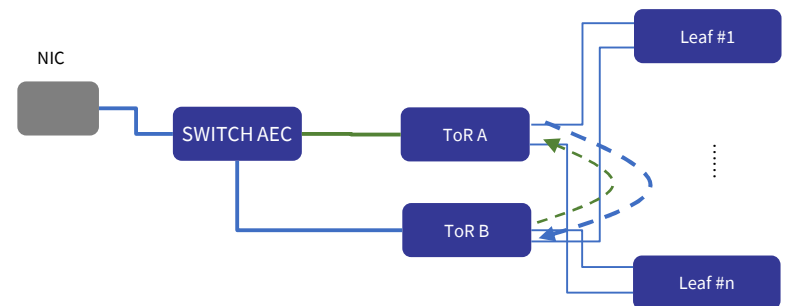 Leaf #1
NIC
SWITCH AEC
ToR A
ToR B
Leaf #n